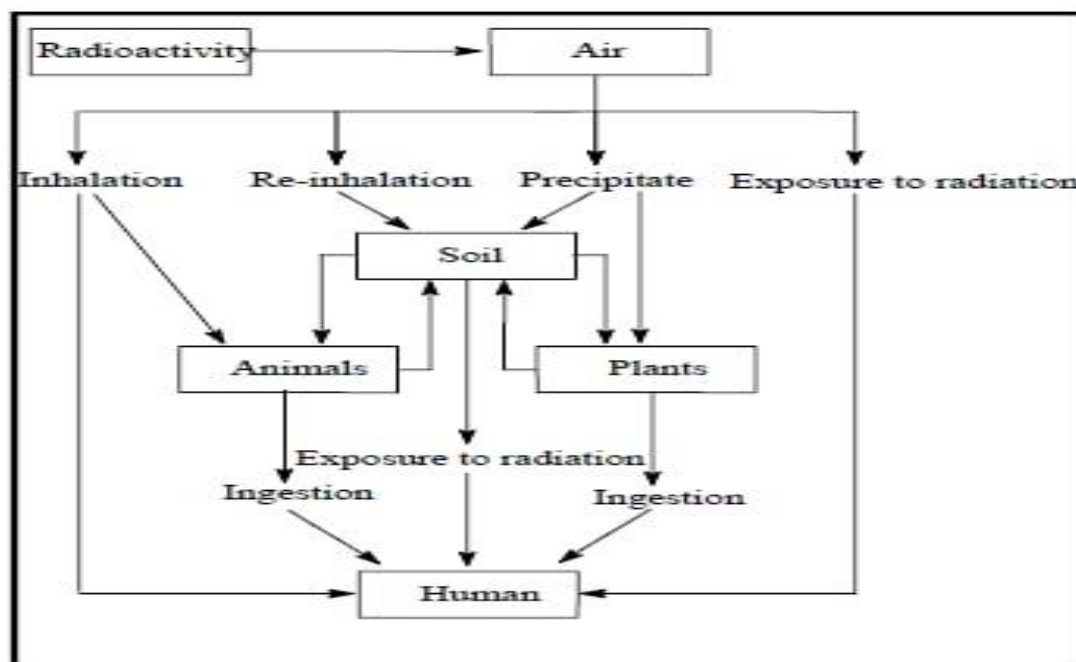 Radioactivity
Air
Inhalation
Re-inhalation
Precipitate
Exposure to radiation
Soil
Animals
Plants
Exposure to radiation
Ingestion
Ingestion
Human